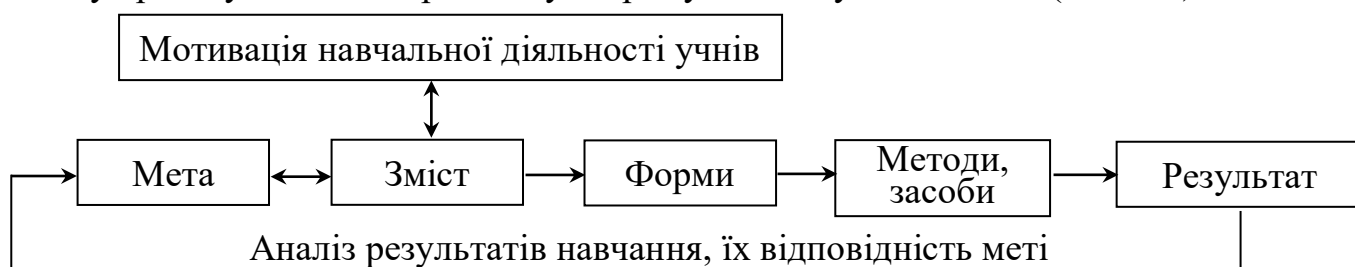 Мотивація навчальної діяльності учнів
Мета
Зміст
Форми
Методи,
засоби
Результат
Аналіз результатів навчання, їх відповідність меті